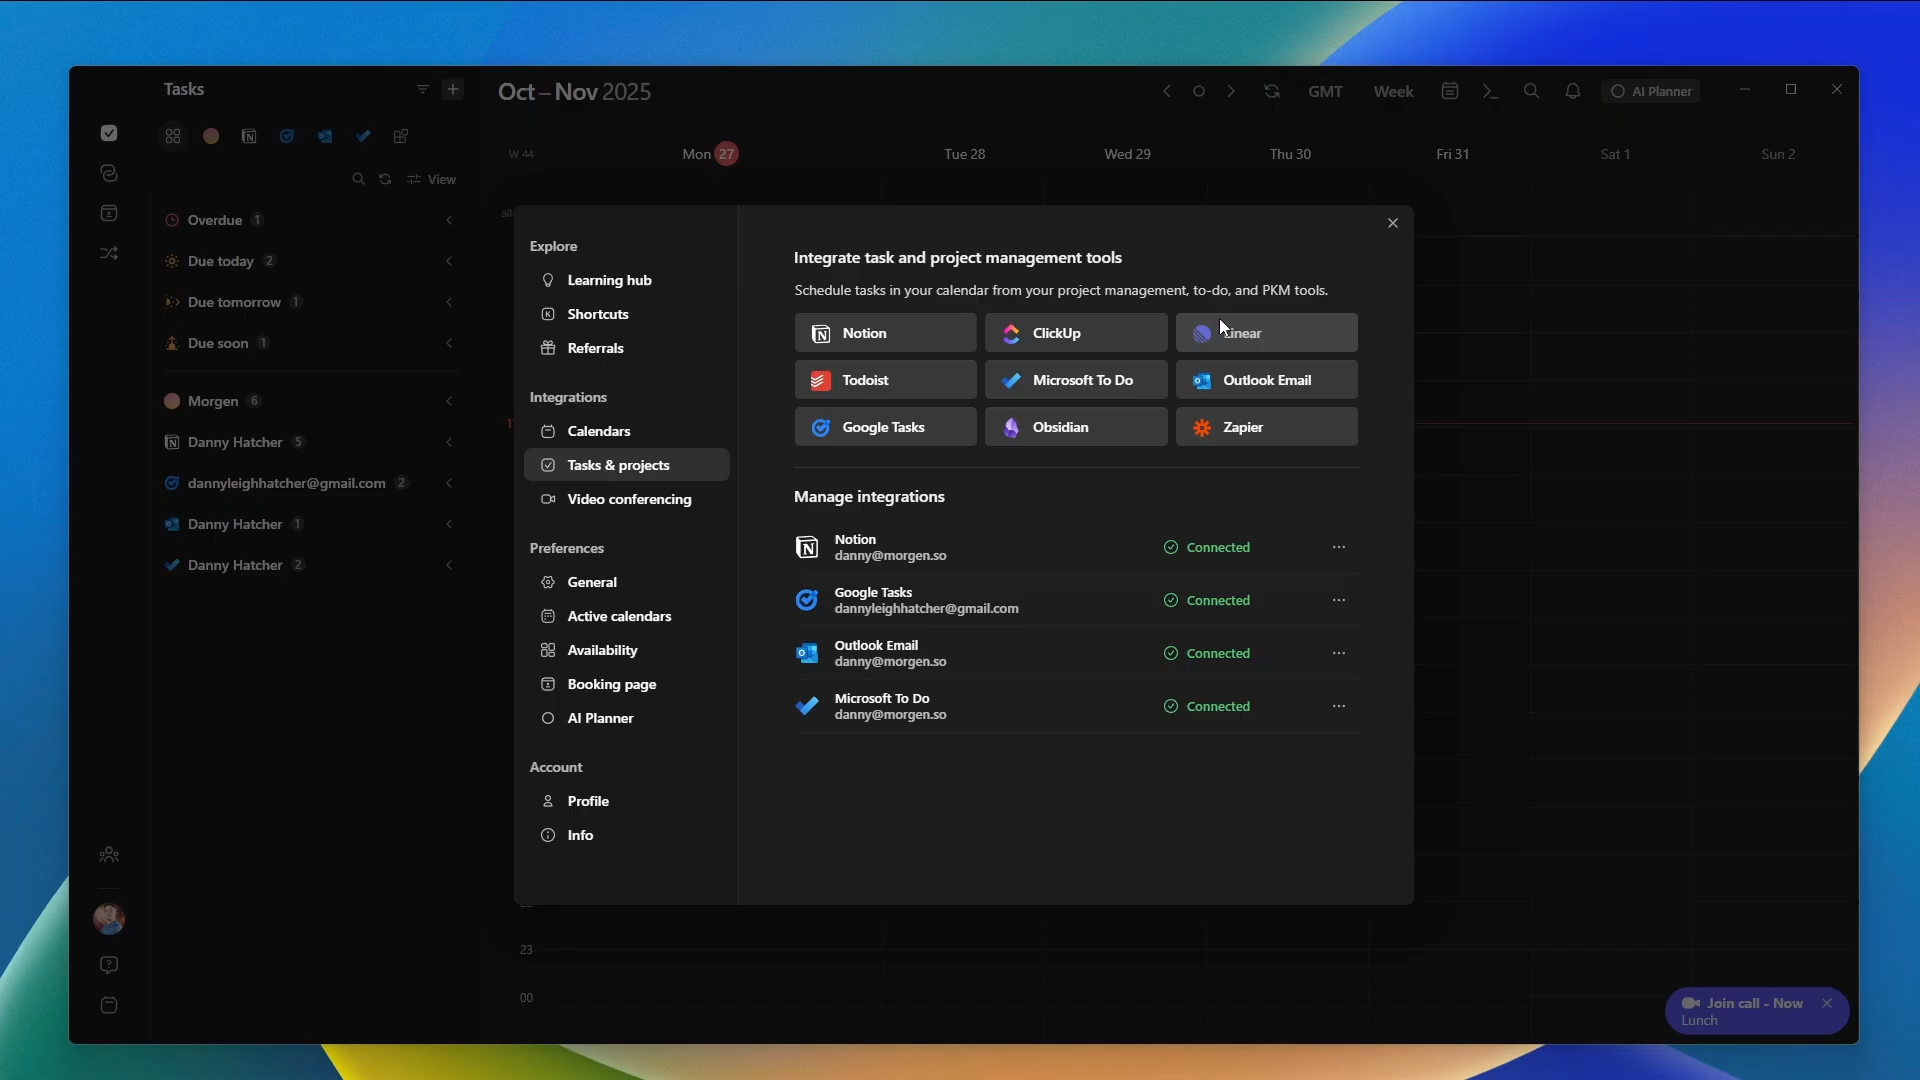 Tasks
View
Overdue 1
Due today 2
Due tomorrow 1
Due soon 1
Morgen 6
Danny Hatcher 5
dannyleighhatcher@gmail.com 2
Danny Hatcher 1
Danny Hatcher 2
Oct – Nov 2025
GMT
Week
AI Planner
W 44
Mon 27
Tue 28
Wed 29
Thu 30
Fri 31
Sat 1
Sun 2
Explore
Learning hub
Shortcuts
Referrals
Integrations
Calendars
Tasks & projects
Video conferencing
Preferences
General
Active calendars
Availability
Booking page
AI Planner
Account
Profile
Info
Integrate task and project management tools
Schedule tasks in your calendar from your project management, to-do, and PKM tools.
Notion
ClickUp
Linear
Todoist
Microsoft To Do
Outlook Email
Google Tasks
Obsidian
Zapier
Manage integrations
Notion
danny@morgen.so
Connected
Google Tasks
dannyleighhatcher@gmail.com
Connected
Outlook Email
danny@morgen.so
Connected
Microsoft To Do
danny@morgen.so
Connected
23
00
Join call - Now
Lunch